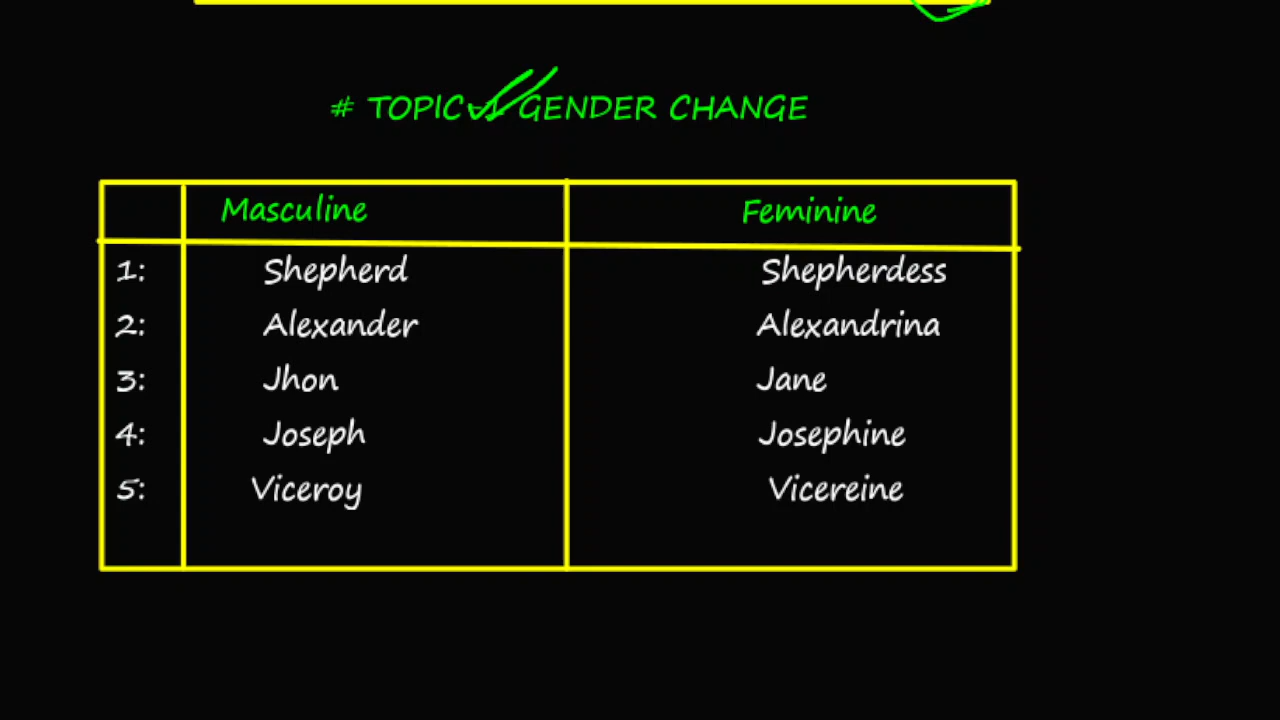 # TOPIC GENDER CHANGE
Masculine Feminine
1: Shepherd Shepherdess
2: Alexander Alexandrina
3: Jhon Jane
4: Joseph Josephine
5: Viceroy Vicereine